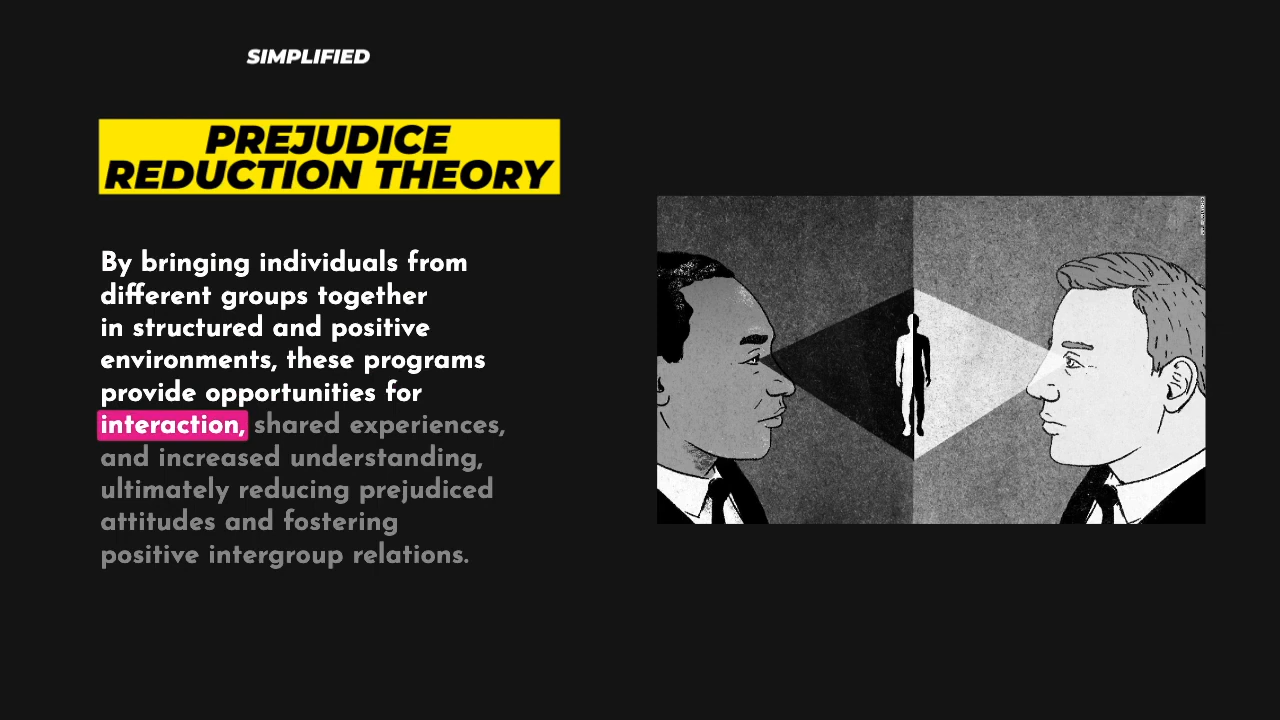 SIMPLIFIED
PREJUDICE
REDUCTION THEORY
By bringing individuals from
different groups together
in structured and positive
environments, these programs
provide opportunities for
interaction, shared experiences,
and increased understanding,
ultimately reducing prejudiced
attitudes and fostering
positive intergroup relations.